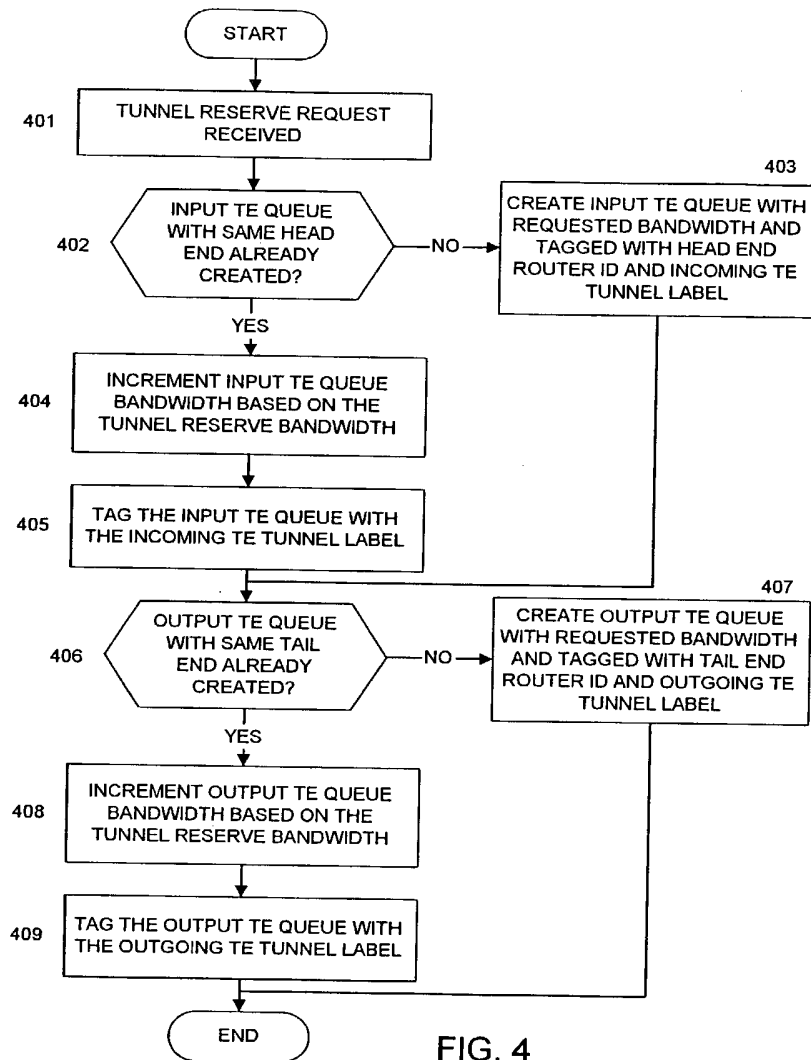 START
401
TUNNEL RESERVE REQUEST
RECEIVED
402
INPUT TE QUEUE
WITH SAME HEAD
END ALREADY
CREATED?
NO
403
CREATE INPUT TE QUEUE WITH
REQUESTED BANDWIDTH AND
TAGGED WITH HEAD END
ROUTER ID AND INCOMING TE
TUNNEL LABEL
YES
404
INCREMENT INPUT TE QUEUE
BANDWIDTH BASED ON THE
TUNNEL RESERVE BANDWIDTH
405
TAG THE INPUT TE QUEUE WITH
THE INCOMING TE TUNNEL LABEL
406
OUTPUT TE QUEUE
WITH SAME TAIL
END ALREADY
CREATED?
NO
407
CREATE OUTPUT TE QUEUE
WITH REQUESTED BANDWIDTH
AND TAGGED WITH TAIL END
ROUTER ID AND OUTGOING TE
TUNNEL LABEL
YES
408
INCREMENT OUTPUT TE QUEUE
BANDWIDTH BASED ON THE
TUNNEL RESERVE BANDWIDTH
409
TAG THE OUTPUT TE QUEUE WITH
THE OUTGOING TE TUNNEL LABEL
END
FIG. 4